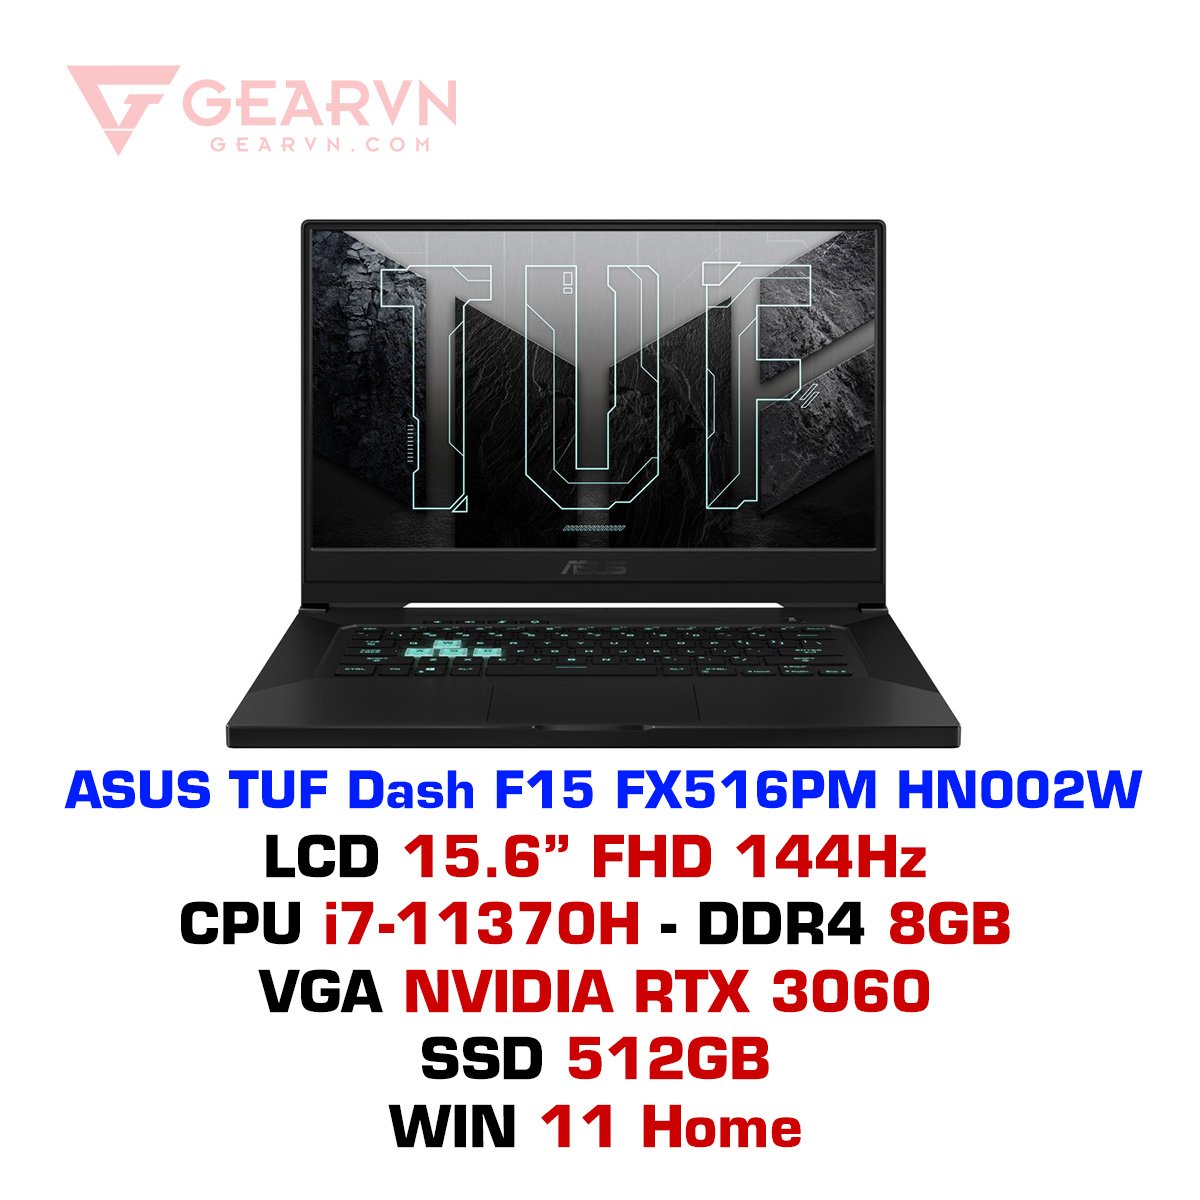 GEARVN
GEARVN.COM
TUF
ASUS
ASUS TUF Dash F15 FX516PM HN002W
LCD 15.6” FHD 144Hz
CPU i7-11370H - DDR4 8GB
VGA NVIDIA RTX 3060
SSD 512GB
WIN 11 Home